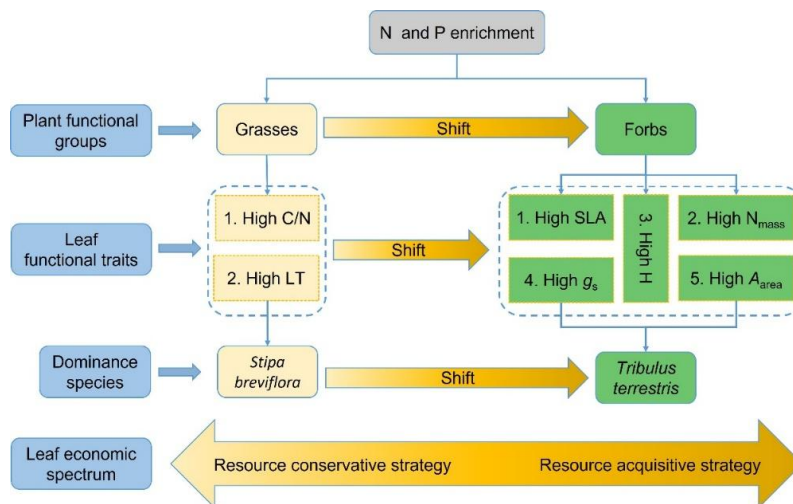 N and P enrichment
Plant functional
groups
Grasses
Shift
Forbs
Leaf
functional traits
1. High C/N
2. High LT
Shift
1. High SLA
3. High H
2. High Nmass
4. High gs
5. High Aarea
Dominance
species
Stipa
breviflora
Shift
Tribulus
terrestris
Leaf economic
spectrum
Resource conservative strategy
Resource acquisitive strategy